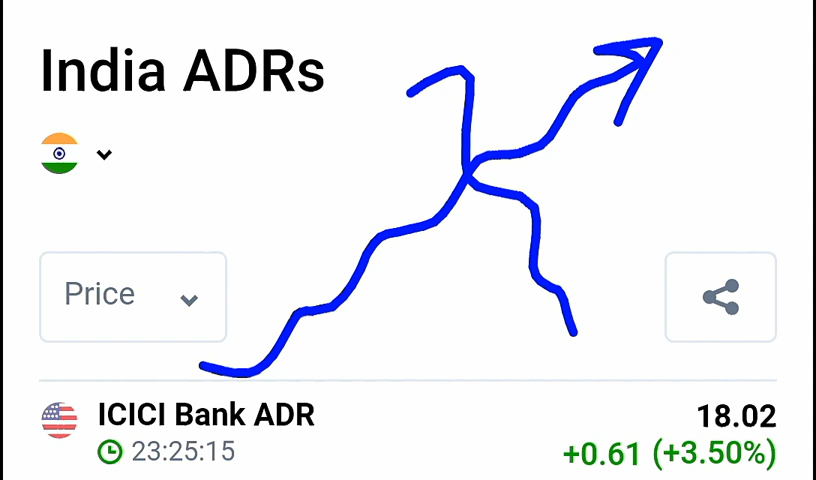 India ADRs
Price
ICICI Bank ADR
18.02
23:25:15
+0.61 (+3.50%)